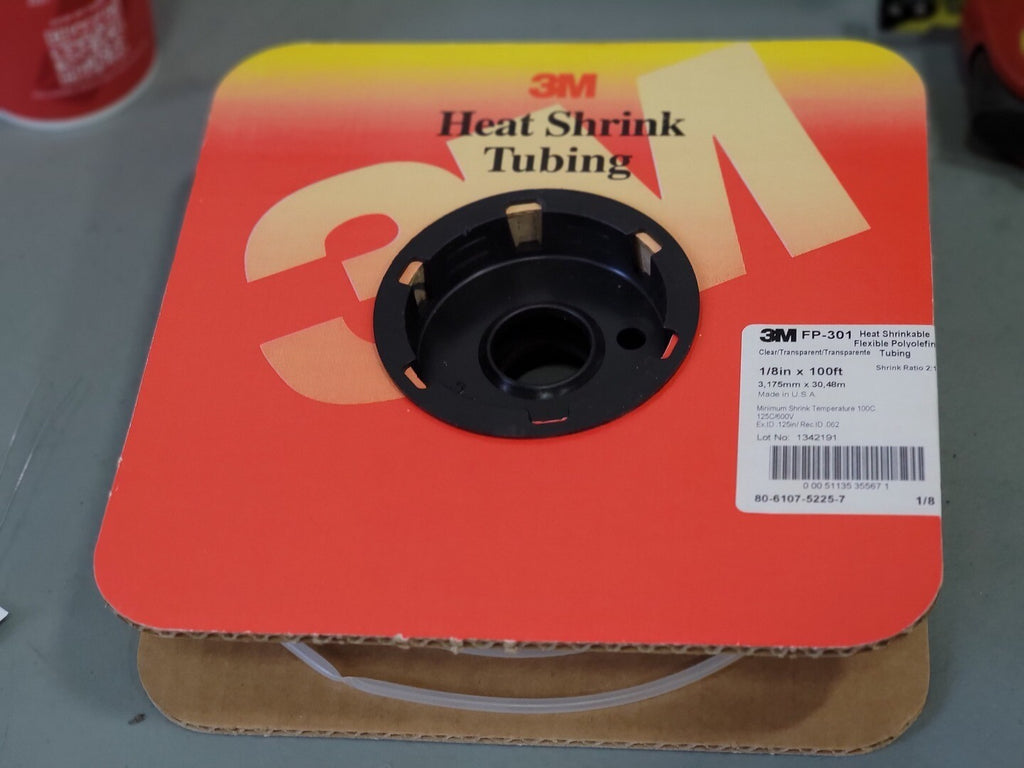 3M
Heat Shrink
Tubing
3M
3M FP-301 Heat Shrinkable
Flexible Polyolefin
Clear/Transparent/Transparente Tubing
1/8in x 100ft Shrink Ratio 2:1
3,175mm x 30,48m
Made in U.S.A.
Minimum Shrink Temperature 100C
125C/600V
Ex.ID .125in/ Rec.ID .062
Lot No: 1342191
0 00 51135 35567 1
80-6107-5225-7 1/8